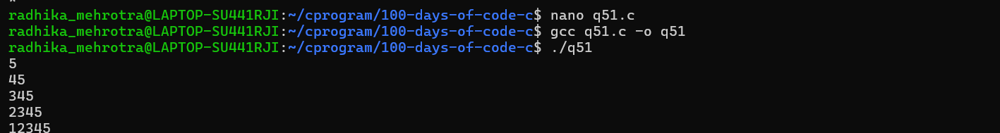 *
radhika_mehrotra@LAPTOP-SU441RJI:~/cprogram/100-days-of-code-c$ nano q51.c
radhika_mehrotra@LAPTOP-SU441RJI:~/cprogram/100-days-of-code-c$ gcc q51.c -o q51
radhika_mehrotra@LAPTOP-SU441RJI:~/cprogram/100-days-of-code-c$ ./q51
5
45
345
2345
12345